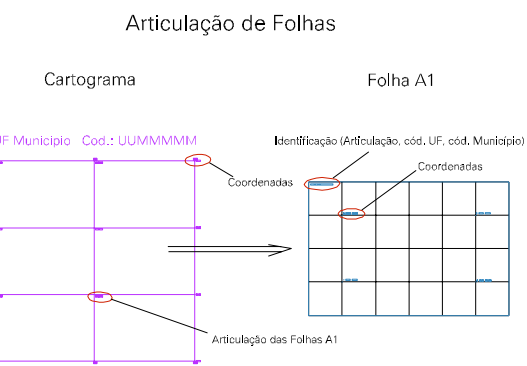 Articulação de Folhas
Cartograma
Folha A1
UF Municipio Cod.: UUMMMMM
Identificação (Articulação, cód. UF, cód. Município)
Coordenadas
Coordenadas
Articulação das Folhas A1